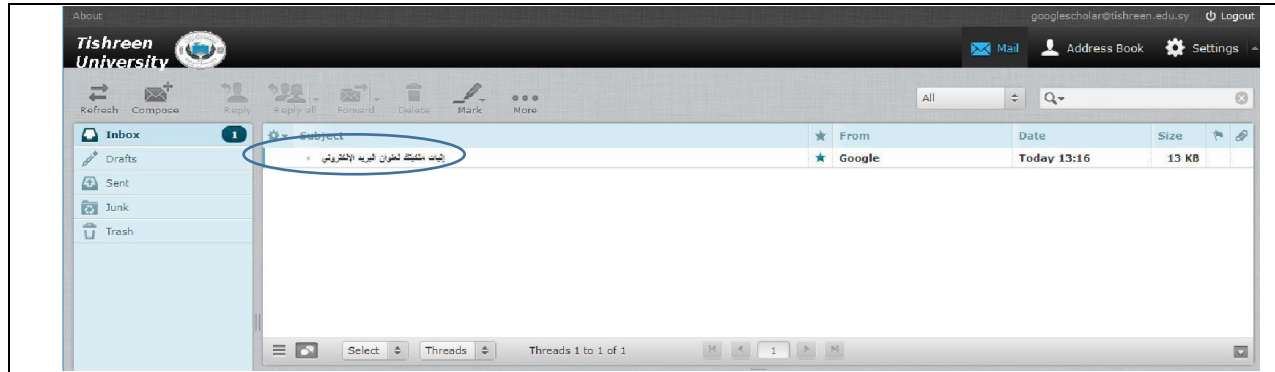 About googlescholar@tishreen.edu.sy Logout
Tishreen
University
Mail Address Book Settings
Refresh Compose Reply Reply all Forward Delete Mark More
All
Inbox 1
Drafts
Sent
Junk
Trash
Subject From Date Size
إثبات ملكيتك لعنوان البريد الإلكتروني Google Today 13:16 13 KB
Select Threads Threads 1 to 1 of 1 1